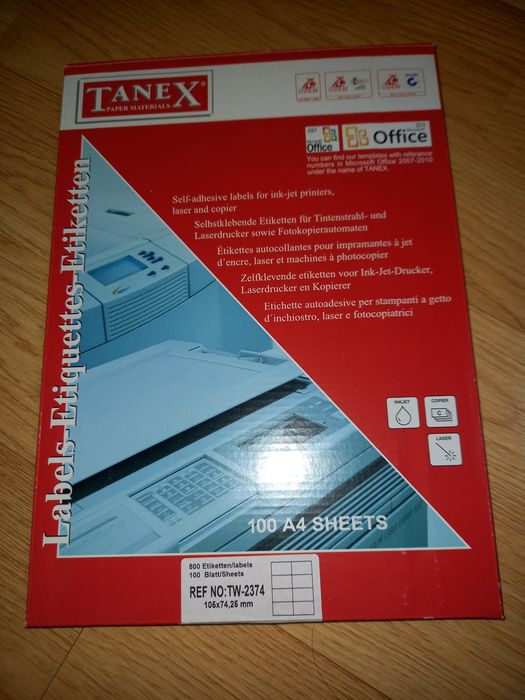 TANEX®
PAPER MATERIALS
2007
Microsoft
Office
Office
You can find our templates with reference
numbers in Microsoft Office 2007-2010
under the name of TANEX.
Labels-Etiquettes-Etiketten
Self-adhesive labels for ink-jet printers,
laser and copier
Selbstklebende Etiketten für Tintenstrahl- und
Laserdrucker sowie Fotokopierautomaten
Étikettes autocollantes pour impramantes à jet
d'encre, laser et machines à photocopier
Zelfklevende etiketten voor Ink-Jet-Drucker,
Laserdrucker en Kopierer
Etichette autoadesive per stampanti a getto
d'inchiostro, laser e fotocopiatrici
INKJET
COPIER
LASER
100 A4 SHEETS
800 Etiketten/labels
100 Blatt/Sheets
REF NO:TW-2374
105x74,25 mm